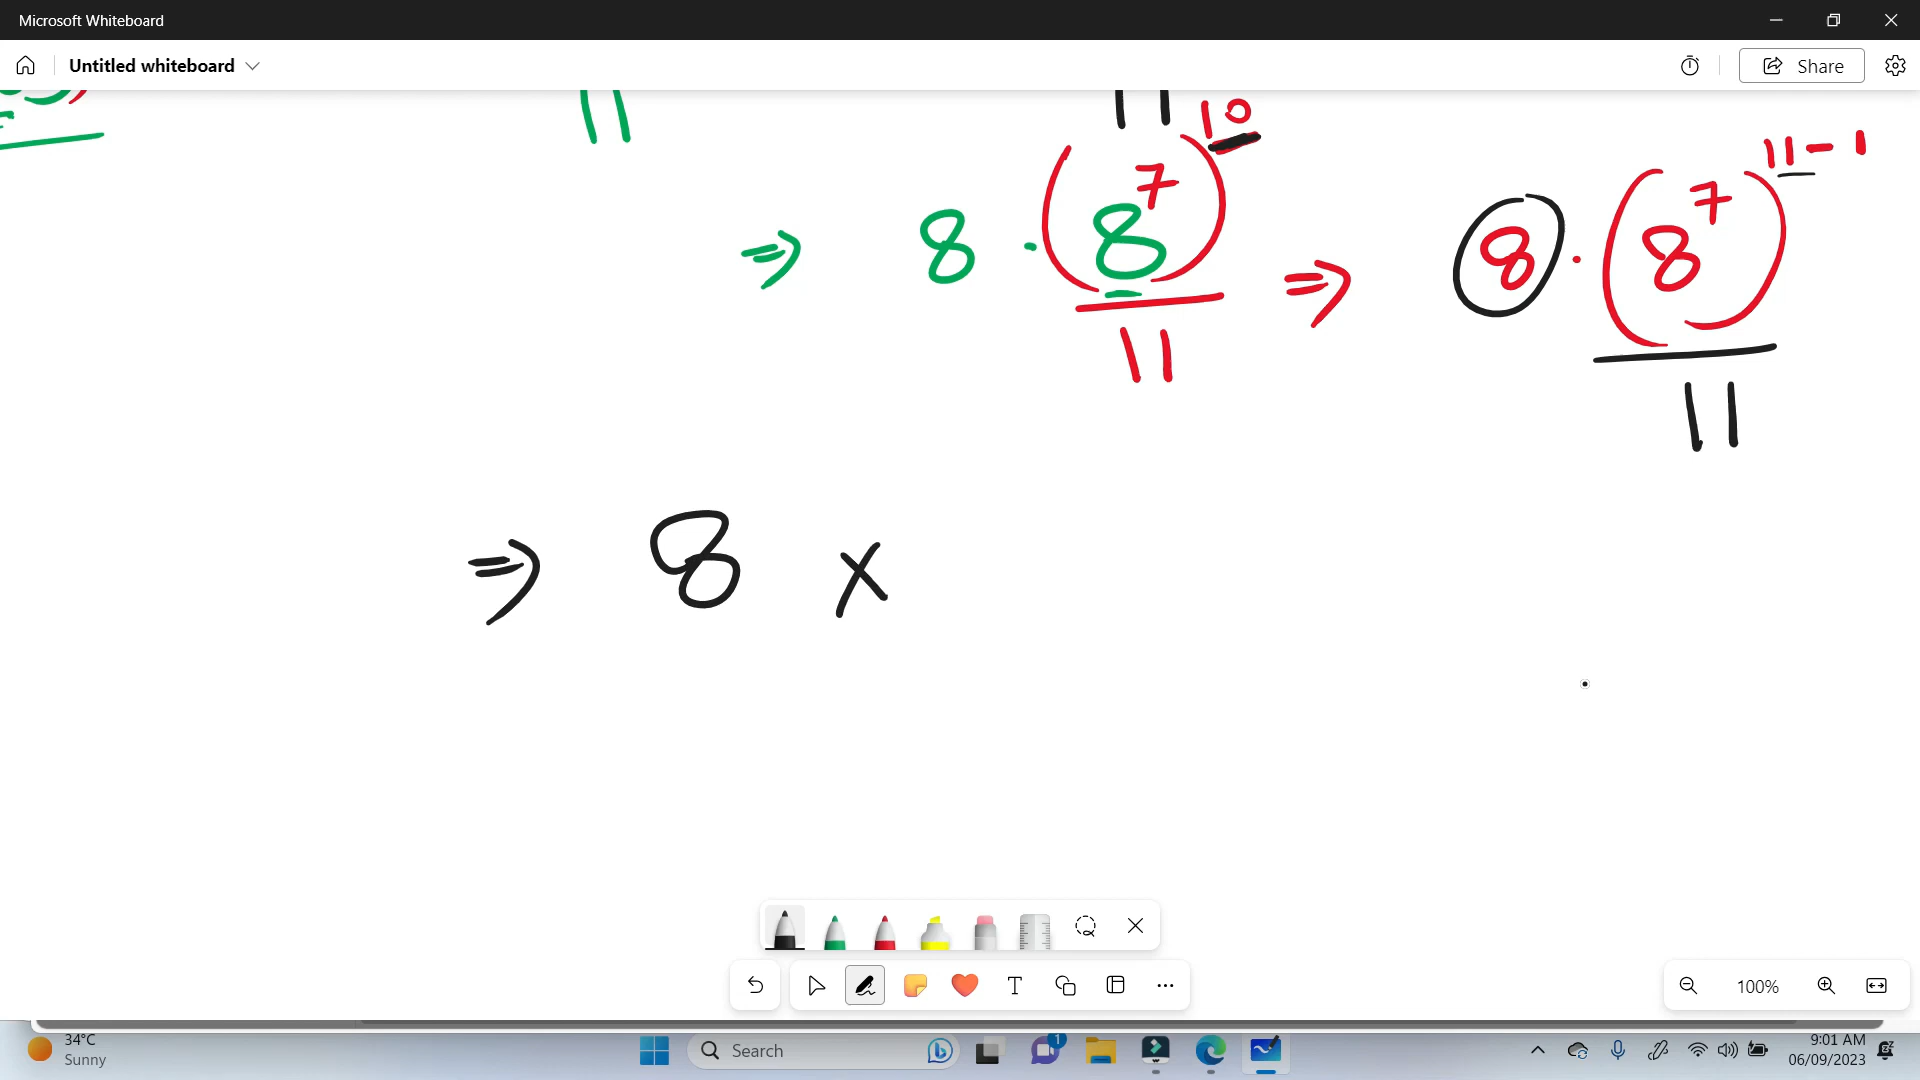 Microsoft Whiteboard
Untitled whiteboard
Share
11
11
⇒ 8 · (8^7)^10
11
⇒ 8 · (8^7)^11-1
11
⇒ 8 x
100%
34°C
Sunny
Search
1
9:01 AM
06/09/2023